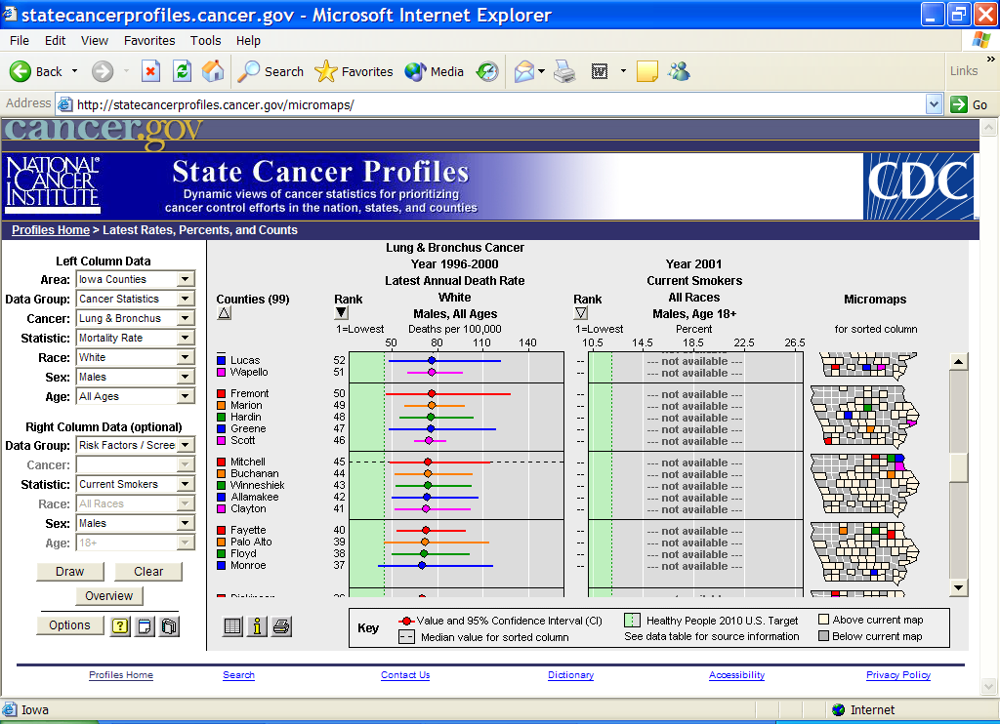 statecancerprofiles.cancer.gov - Microsoft Internet Explorer
File Edit View Favorites Tools Help
Back Search Favorites Media Links
Address http://statecancerprofiles.cancer.gov/micromaps/ Go
cancer.gov
NATIONAL CANCER INSTITUTE
State Cancer Profiles
Dynamic views of cancer statistics for prioritizing
cancer control efforts in the nation, states, and counties
CDC
Profiles Home > Latest Rates, Percents, and Counts
Left Column Data
Area: Iowa Counties
Data Group: Cancer Statistics
Cancer: Lung & Bronchus
Statistic: Mortality Rate
Race: White
Sex: Males
Age: All Ages
Right Column Data (optional)
Data Group: Risk Factors / Scree
Cancer:
Statistic: Current Smokers
Race: All Races
Sex: Males
Age: 18+
Draw Clear
Overview
Options
Counties (99)
Rank
1=Lowest
Lung & Bronchus Cancer
Year 1996-2000
Latest Annual Death Rate
White
Males, All Ages
Deaths per 100,000
50 80 110 140
Rank
1=Lowest
Year 2001
Current Smokers
All Races
Males, Age 18+
Percent
10.5 14.5 18.5 22.5 26.5
Micromaps
for sorted column
Lucas 52 -- --- not available ---
Wapello 51 -- --- not available ---
Fremont 50 -- --- not available ---
Marion 49 -- --- not available ---
Hardin 48 -- --- not available ---
Greene 47 -- --- not available ---
Scott 46 -- --- not available ---
Mitchell 45 -- --- not available ---
Buchanan 44 -- --- not available ---
Winneshiek 43 -- --- not available ---
Allamakee 42 -- --- not available ---
Clayton 41 -- --- not available ---
Fayette 40 -- --- not available ---
Palo Alto 39 -- --- not available ---
Floyd 38 -- --- not available ---
Monroe 37 -- --- not available ---
Key
Value and 95% Confidence Interval (CI)
Median value for sorted column
Healthy People 2010 U.S. Target
See data table for source information
Above current map
Below current map
Profiles Home Search Contact Us Dictionary Accessibility Privacy Policy
Iowa Internet